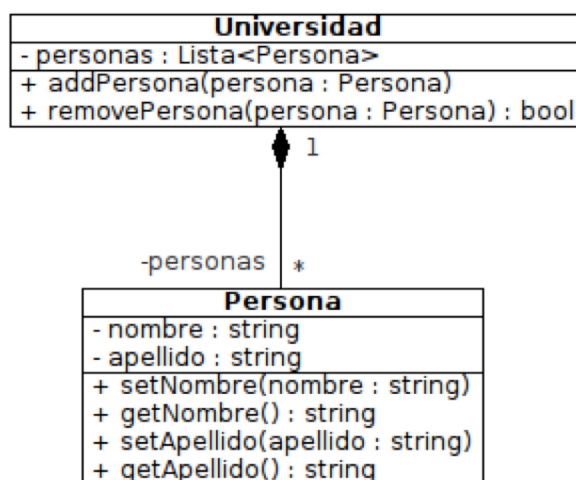 Universidad
- personas : Lista<Persona>
+ addPersona(persona : Persona)
+ removePersona(persona : Persona) : bool
1
-personas *
Persona
- nombre : string
- apellido : string
+ setNombre(nombre : string)
+ getNombre() : string
+ setApellido(apellido : string)
+ getApellido() : string